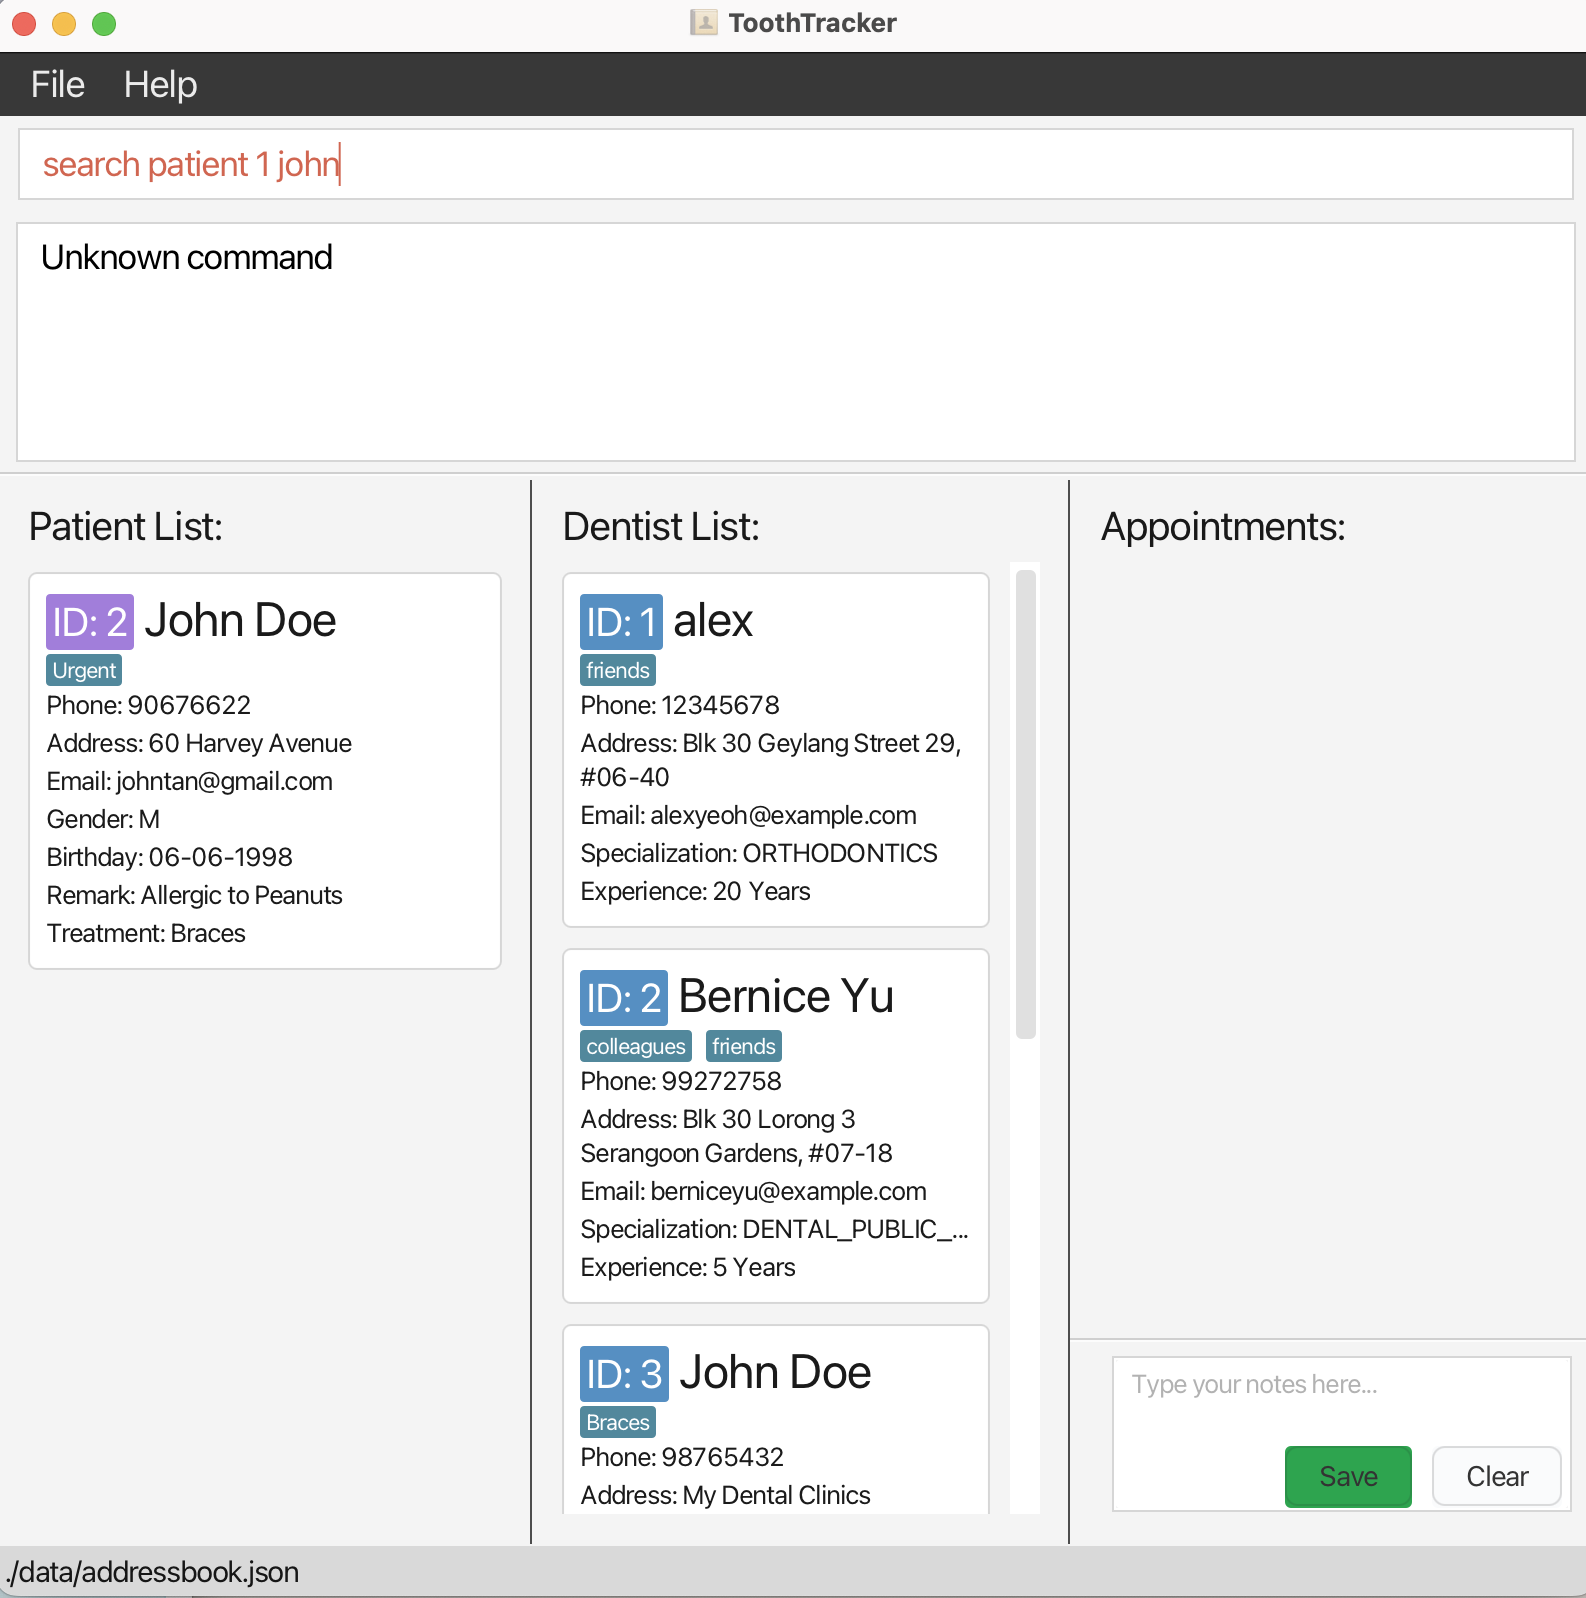 ToothTracker
File Help
search patient 1 john
Unknown command
Patient List:
ID: 2 John Doe
Urgent
Phone: 90676622
Address: 60 Harvey Avenue
Email: johntan@gmail.com
Gender: M
Birthday: 06-06-1998
Remark: Allergic to Peanuts
Treatment: Braces
Dentist List:
ID: 1 alex
friends
Phone: 12345678
Address: Blk 30 Geylang Street 29,
#06-40
Email: alexyeoh@example.com
Specialization: ORTHODONTICS
Experience: 20 Years
ID: 2 Bernice Yu
colleagues friends
Phone: 99272758
Address: Blk 30 Lorong 3
Serangoon Gardens, #07-18
Email: berniceyu@example.com
Specialization: DENTAL_PUBLIC_...
Experience: 5 Years
ID: 3 John Doe
Braces
Phone: 98765432
Address: My Dental Clinics
Appointments:
Type your notes here...
Save Clear
./data/addressbook.json